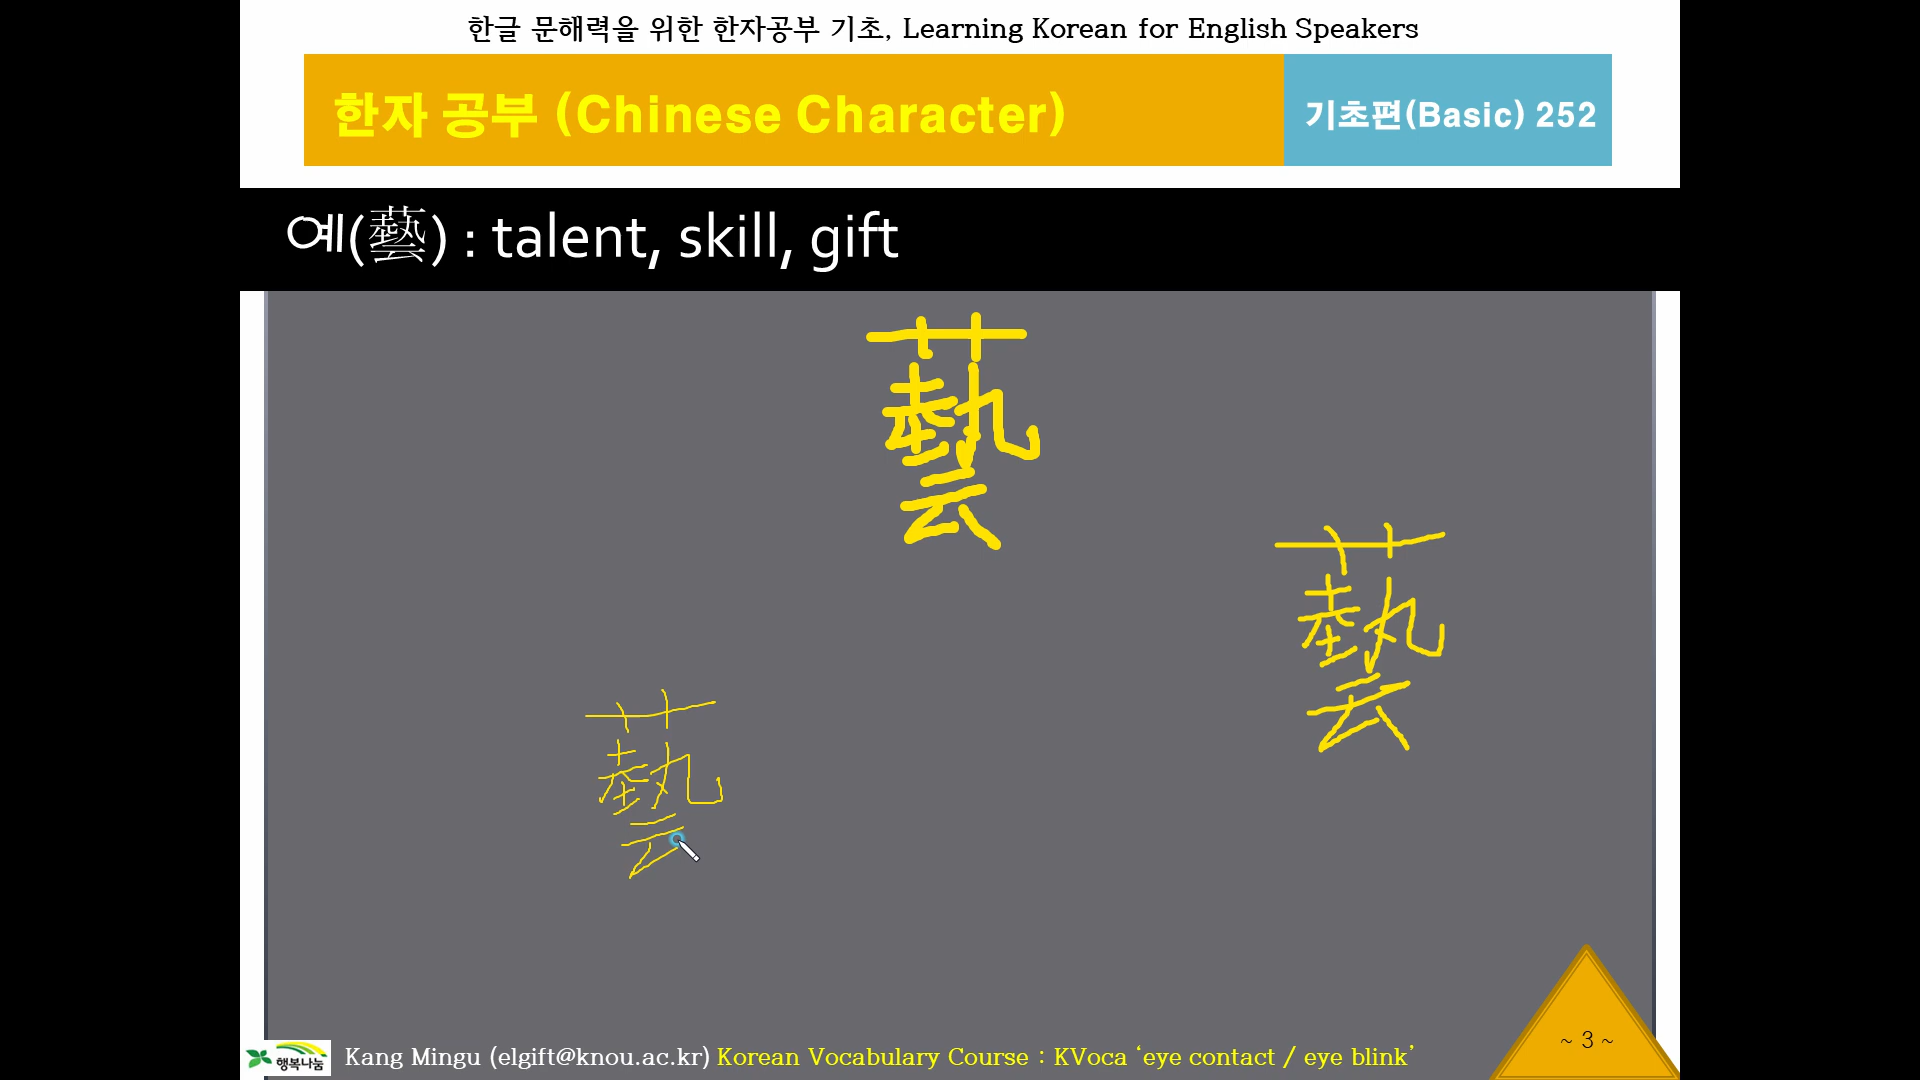 한글 문해력을 위한 한자공부 기초, Learning Korean for English Speakers
한자 공부 (Chinese Character)
기초편(Basic) 252
예(藝) : talent, skill, gift
藝
藝
藝
~ 3 ~
행복나눔
Kang Mingu (elgift@knou.ac.kr) Korean Vocabulary Course : KVoca ‘eye contact / eye blink’